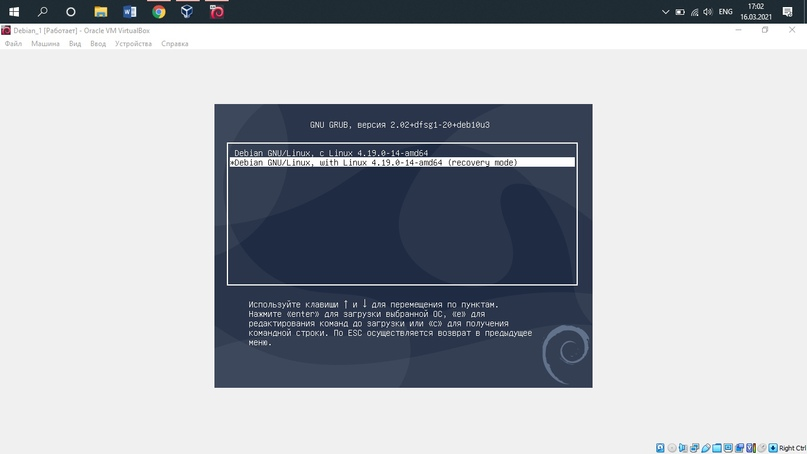 ENG
17:02
16.03.2021
Debian_1 [Работает] - Oracle VM VirtualBox
Файл Машина Вид Ввод Устройства Справка
GNU GRUB, версия 2.02+dfsg1-20+deb10u3
Debian GNU/Linux, с Linux 4.19.0-14-amd64
*Debian GNU/Linux, with Linux 4.19.0-14-amd64 (recovery mode)
Используйте клавиши ↑ и ↓ для перемещения по пунктам.
Нажмите «enter» для загрузки выбранной ОС, «e» для
редактирования команд до загрузки или «c» для получения
командной строки. По ESC осуществляется возврат в предыдущее
меню.
Right Ctrl